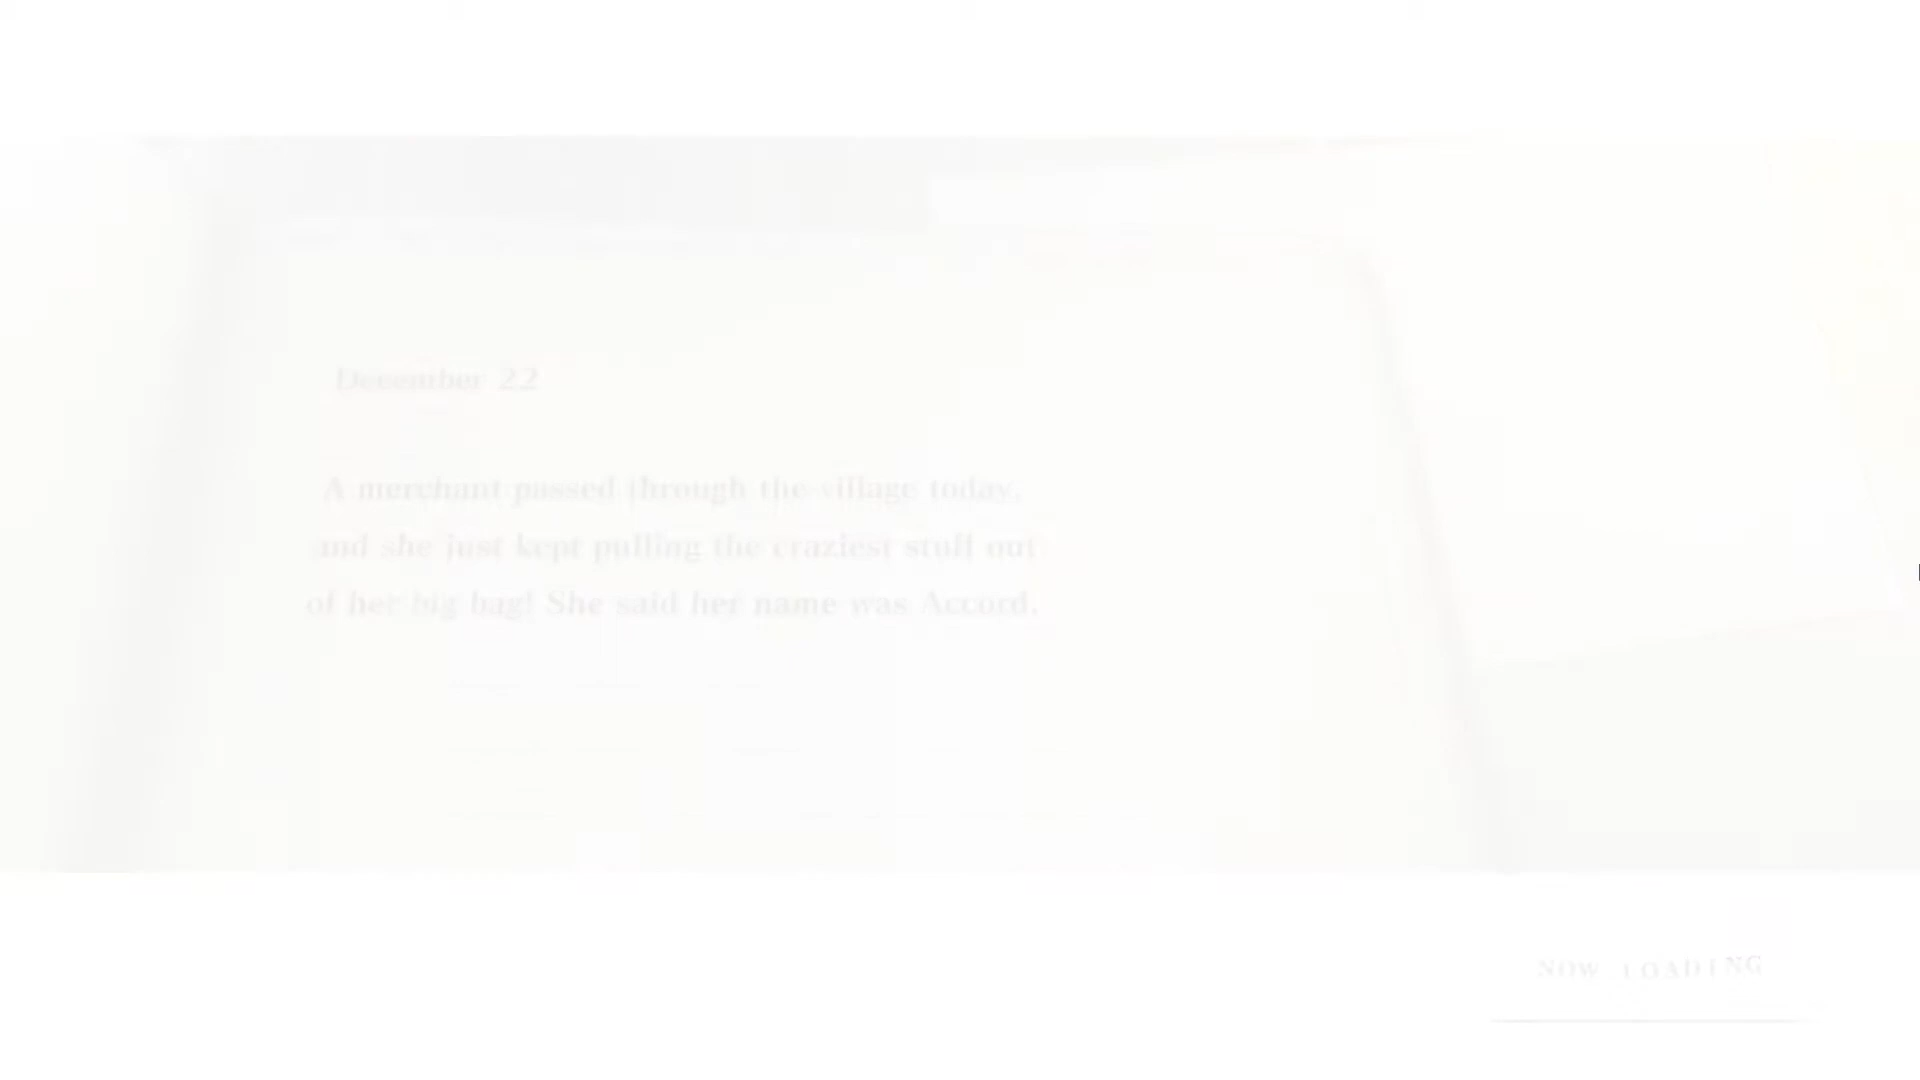 December 22
A merchant passed through the village today,
and she just kept pulling the craziest stuff out
of her big bag! She said her name was Accord.
NOW LOADING